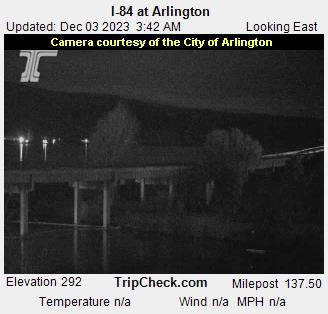 I-84 at Arlington
Updated: Dec 03 2023 3:42 AM Looking East
Camera courtesy of the City of Arlington
Elevation 292 TripCheck.com Milepost 137.50
Temperature n/a Wind n/a MPH n/a